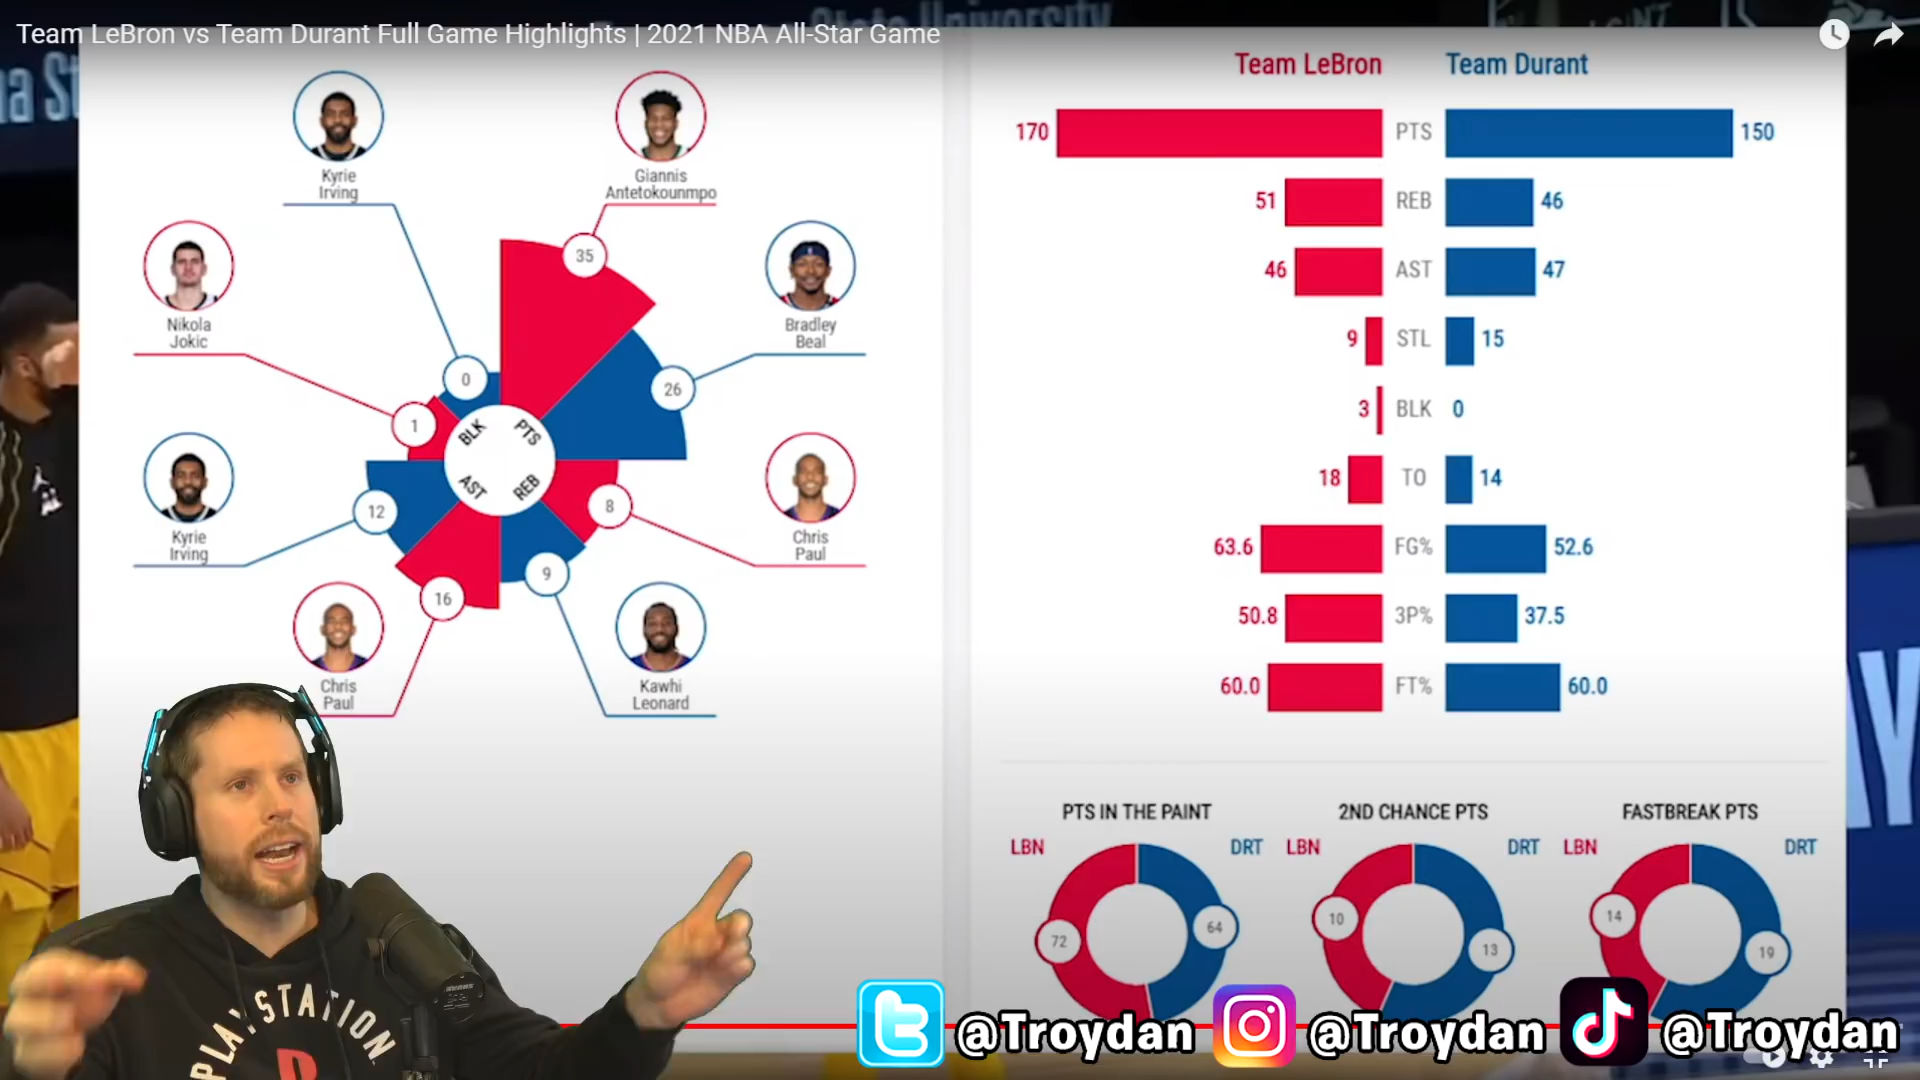 Team LeBron vs Team Durant Full Game Highlights | 2021 NBA All-Star Game
State University
Kyrie
Irving
Giannis
Antetokounmpo
Nikola
Jokic
Bradley
Beal
35
26
0
1
BLK
PTS
AST
REB
12
8
16
9
Kyrie
Irving
Chris
Paul
Chris
Paul
Kawhi
Leonard
Team LeBron Team Durant
170 PTS 150
51 REB 46
46 AST 47
9 STL 15
3 BLK 0
18 TO 14
63.6 FG% 52.6
50.8 3P% 37.5
60.0 FT% 60.0
PTS IN THE PAINT
LBN DRT
72 64
2ND CHANCE PTS
LBN DRT
10 13
FASTBREAK PTS
LBN DRT
14 19
PLAYSTATION
@Troydan @Troydan @Troydan